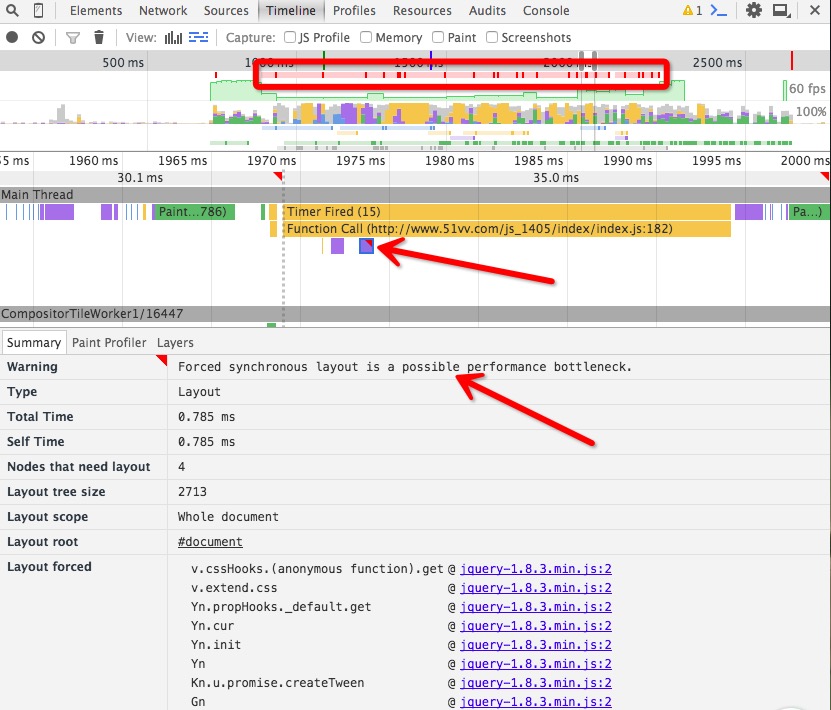 Elements Network Sources Timeline Profiles Resources Audits Console 1
View: Capture: JS Profile Memory Paint Screenshots
500 ms 1000 ms 1500 ms 2000 ms 2500 ms
60 fps
100%
55 ms 1960 ms 1965 ms 1970 ms 1975 ms 1980 ms 1985 ms 1990 ms 1995 ms 2000 ms
30.1 ms 35.0 ms
Main Thread
Paint...786) Timer Fired (15) Pa...)
Function Call (http://www.51vv.com/js_1405/index/index.js:182)
CompositorTileWorker1/16447
Summary Paint Profiler Layers
Warning Forced synchronous layout is a possible performance bottleneck.
Type Layout
Total Time 0.785 ms
Self Time 0.785 ms
Nodes that need layout 4
Layout tree size 2713
Layout scope Whole document
Layout root #document
Layout forced
v.cssHooks.(anonymous function).get @ jquery-1.8.3.min.js:2
v.extend.css @ jquery-1.8.3.min.js:2
Yn.propHooks._default.get @ jquery-1.8.3.min.js:2
Yn.cur @ jquery-1.8.3.min.js:2
Yn.init @ jquery-1.8.3.min.js:2
Yn @ jquery-1.8.3.min.js:2
Kn.u.promise.createTween @ jquery-1.8.3.min.js:2
Gn @ jquery-1.8.3.min.js:2